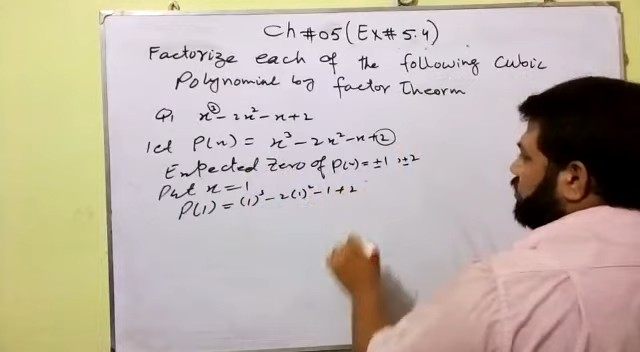 Ch#05 (Ex# 5.4)
Factorize each of the following Cubic
Polynomial by factor Theorm
Q1 x³-2x²-x+2
let P(x) = x³-2x²-x+2
Expected Zero of P(x) = ±1, ±2
Put x = 1
P(1) = (1)³-2(1)²-1+2